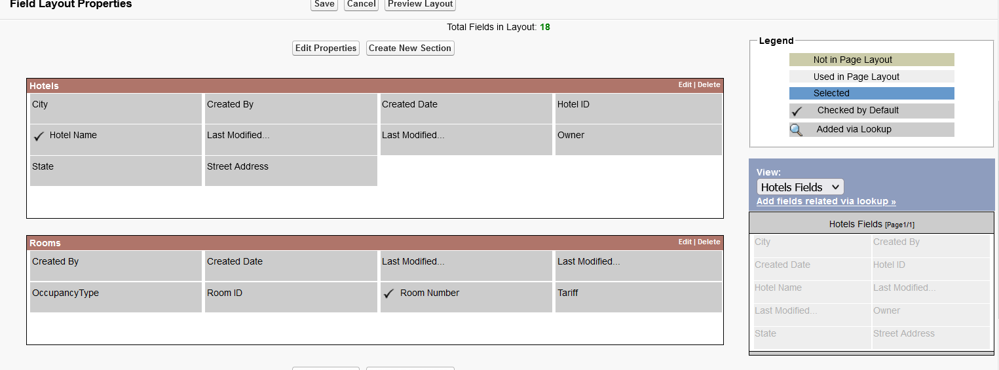 Field Layout Properties
Save Cancel Preview Layout
Total Fields in Layout: 18
Edit Properties Create New Section
Hotels Edit | Delete
City Created By Created Date Hotel ID
Hotel Name Last Modified... Last Modified... Owner
State Street Address
Rooms Edit | Delete
Created By Created Date Last Modified... Last Modified...
OccupancyType Room ID Room Number Tariff
Legend
Not in Page Layout
Used in Page Layout
Selected
Checked by Default
Added via Lookup
View:
Hotels Fields
Add fields related via lookup »
Hotels Fields [Page1/1]
City Created By
Created Date Hotel ID
Hotel Name Last Modified...
Last Modified... Owner
State Street Address